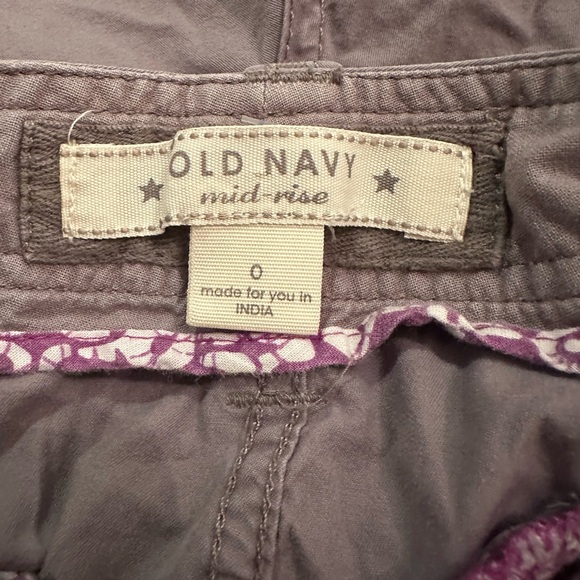 OLD NAVY
mid-rise
0
made for you in
INDIA